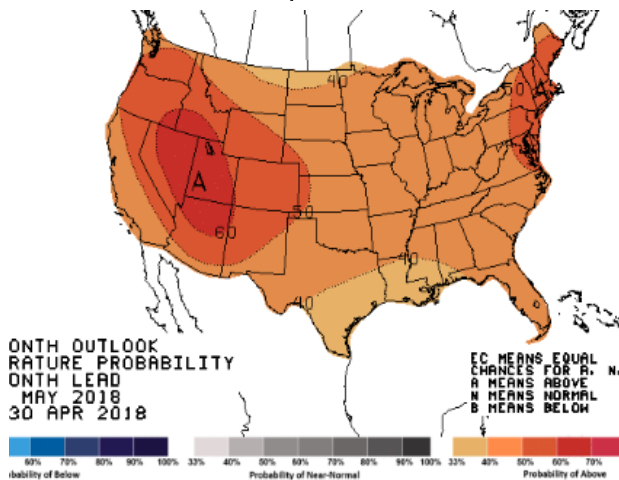 40
50 A
A
50
60
40
40
ONTH OUTLOOK
RATURE PROBABILITY
ONTH LEAD
MAY 2018
30 APR 2018
EC MEANS EQUAL
CHANCES FOR A, N,
A MEANS ABOVE
N MEANS NORMAL
B MEANS BELOW
60% 70% 80% 90% 100% 33% 40% 50% 60% 70% 80% 90% 100% 33% 40% 50% 60% 70%
bability of Below Probability of Near-Normal Probability of Above